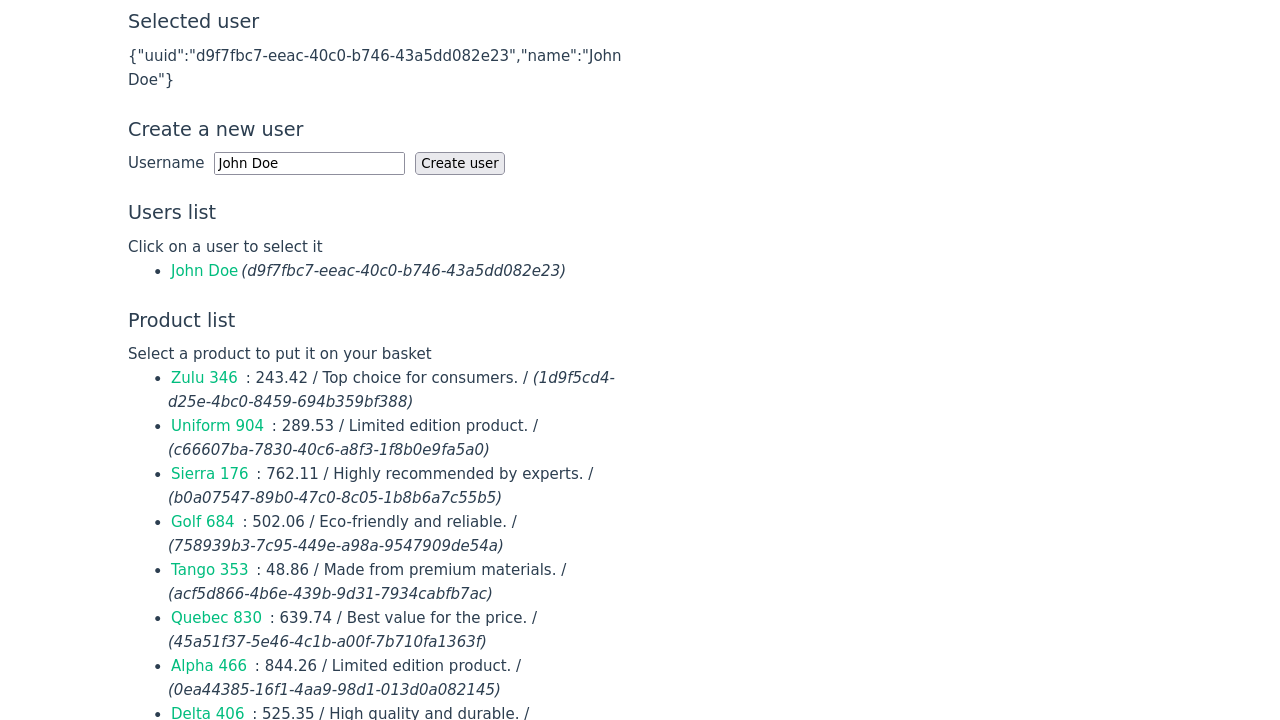 Selected user
{"uuid":"d9f7fbc7-eeac-40c0-b746-43a5dd082e23","name":"John
Doe"}
Create a new user
Username John Doe Create user
Users list
Click on a user to select it
• John Doe (d9f7fbc7-eeac-40c0-b746-43a5dd082e23)
Product list
Select a product to put it on your basket
• Zulu 346 : 243.42 / Top choice for consumers. / (1d9f5cd4-
d25e-4bc0-8459-694b359bf388)
• Uniform 904 : 289.53 / Limited edition product. /
(c66607ba-7830-40c6-a8f3-1f8b0e9fa5a0)
• Sierra 176 : 762.11 / Highly recommended by experts. /
(b0a07547-89b0-47c0-8c05-1b8b6a7c55b5)
• Golf 684 : 502.06 / Eco-friendly and reliable. /
(758939b3-7c95-449e-a98a-9547909de54a)
• Tango 353 : 48.86 / Made from premium materials. /
(acf5d866-4b6e-439b-9d31-7934cabfb7ac)
• Quebec 830 : 639.74 / Best value for the price. /
(45a51f37-5e46-4c1b-a00f-7b710fa1363f)
• Alpha 466 : 844.26 / Limited edition product. /
(0ea44385-16f1-4aa9-98d1-013d0a082145)
• Delta 406 : 525.35 / High quality and durable. /